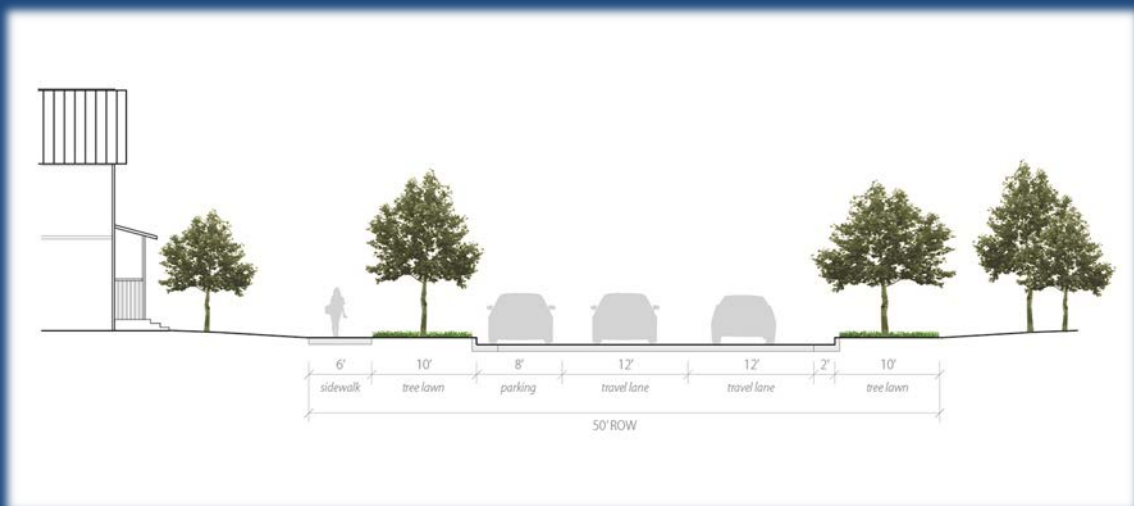 6' 10' 8' 12' 12' 2' 10'
sidewalk tree lawn parking travel lane travel lane tree lawn
50' ROW